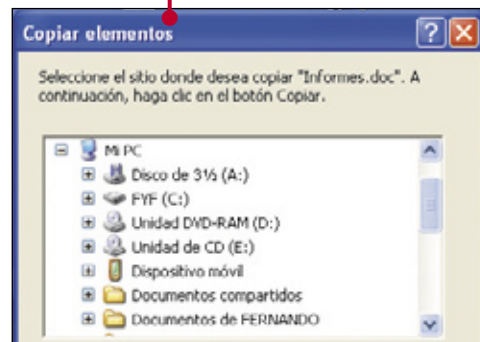 Copiar elementos
Seleccione el sitio donde desea copiar "Informes.doc". A
continuación, haga clic en el botón Copiar.
Mi PC
Disco de 3½ (A:)
FYF (C:)
Unidad DVD-RAM (D:)
Unidad de CD (E:)
Dispositivo móvil
Documentos compartidos
Documentos de FERNANDO